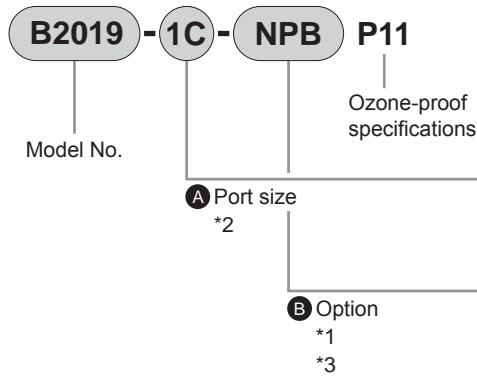 B2019 - 1C - NPB P11
Ozone-proof
specifications
Model No.
A Port size
*2
B Option
*1
*3